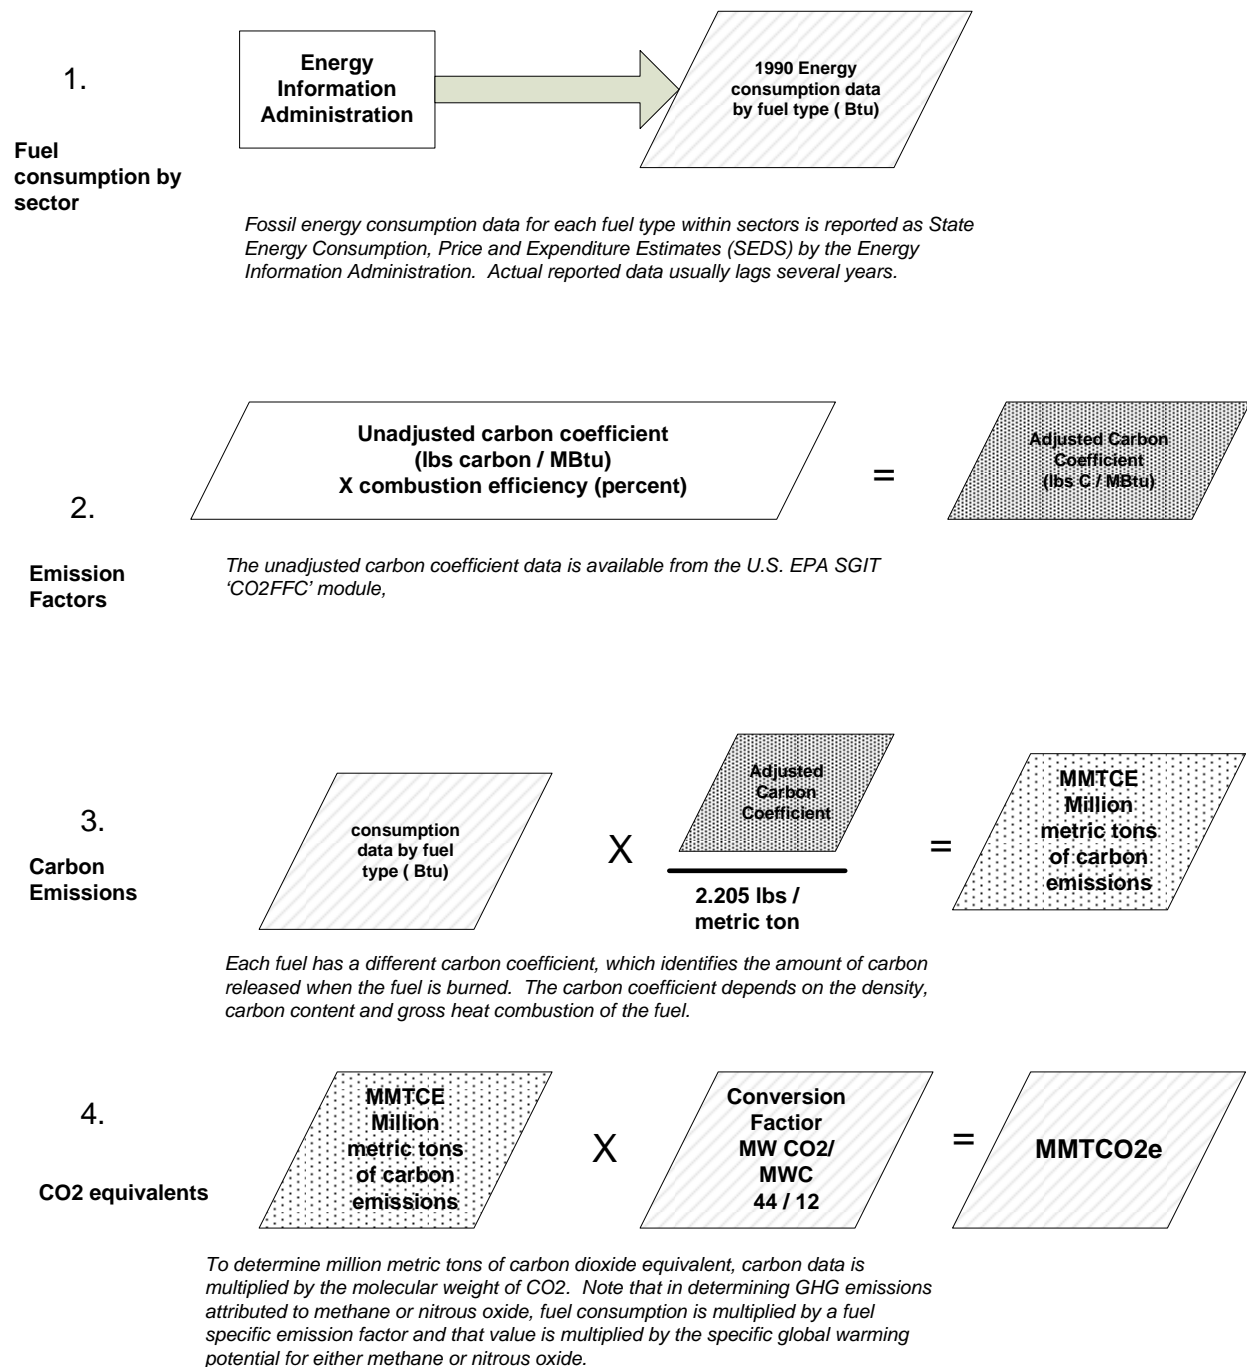 1.
Fuel
consumption by
sector
Energy
Information
Administration
1990 Energy
consumption data
by fuel type ( Btu)
Fossil energy consumption data for each fuel type within sectors is reported as State
Energy Consumption, Price and Expenditure Estimates (SEDS) by the Energy
Information Administration.  Actual reported data usually lags several years.
2.
Emission
Factors
Unadjusted carbon coefficient
(lbs carbon / MBtu)
X combustion efficiency (percent)
=
Adjusted Carbon
Coefficient
(lbs C / MBtu)
The unadjusted carbon coefficient data is available from the U.S. EPA SGIT
‘CO2FFC’ module,
3.
Carbon
Emissions
consumption
data by fuel
type ( Btu)
X
Adjusted
Carbon
Coefficient
2.205 lbs /
metric ton
=
MMTCE
Million
metric tons
of carbon
emissions
Each fuel has a different carbon coefficient, which identifies the amount of carbon
released when the fuel is burned.  The carbon coefficient depends on the density,
carbon content and gross heat combustion of the fuel.
4.
CO2 equivalents
MMTCE
Million
metric tons
of carbon
emissions
X
Conversion
Factior
MW CO2/
MWC
44 / 12
=
MMTCO2e
To determine million metric tons of carbon dioxide equivalent, carbon data is
multiplied by the molecular weight of CO2.  Note that in determining GHG emissions
attributed to methane or nitrous oxide, fuel consumption is multiplied by a fuel
specific emission factor and that value is multiplied by the specific global warming
potential for either methane or nitrous oxide.